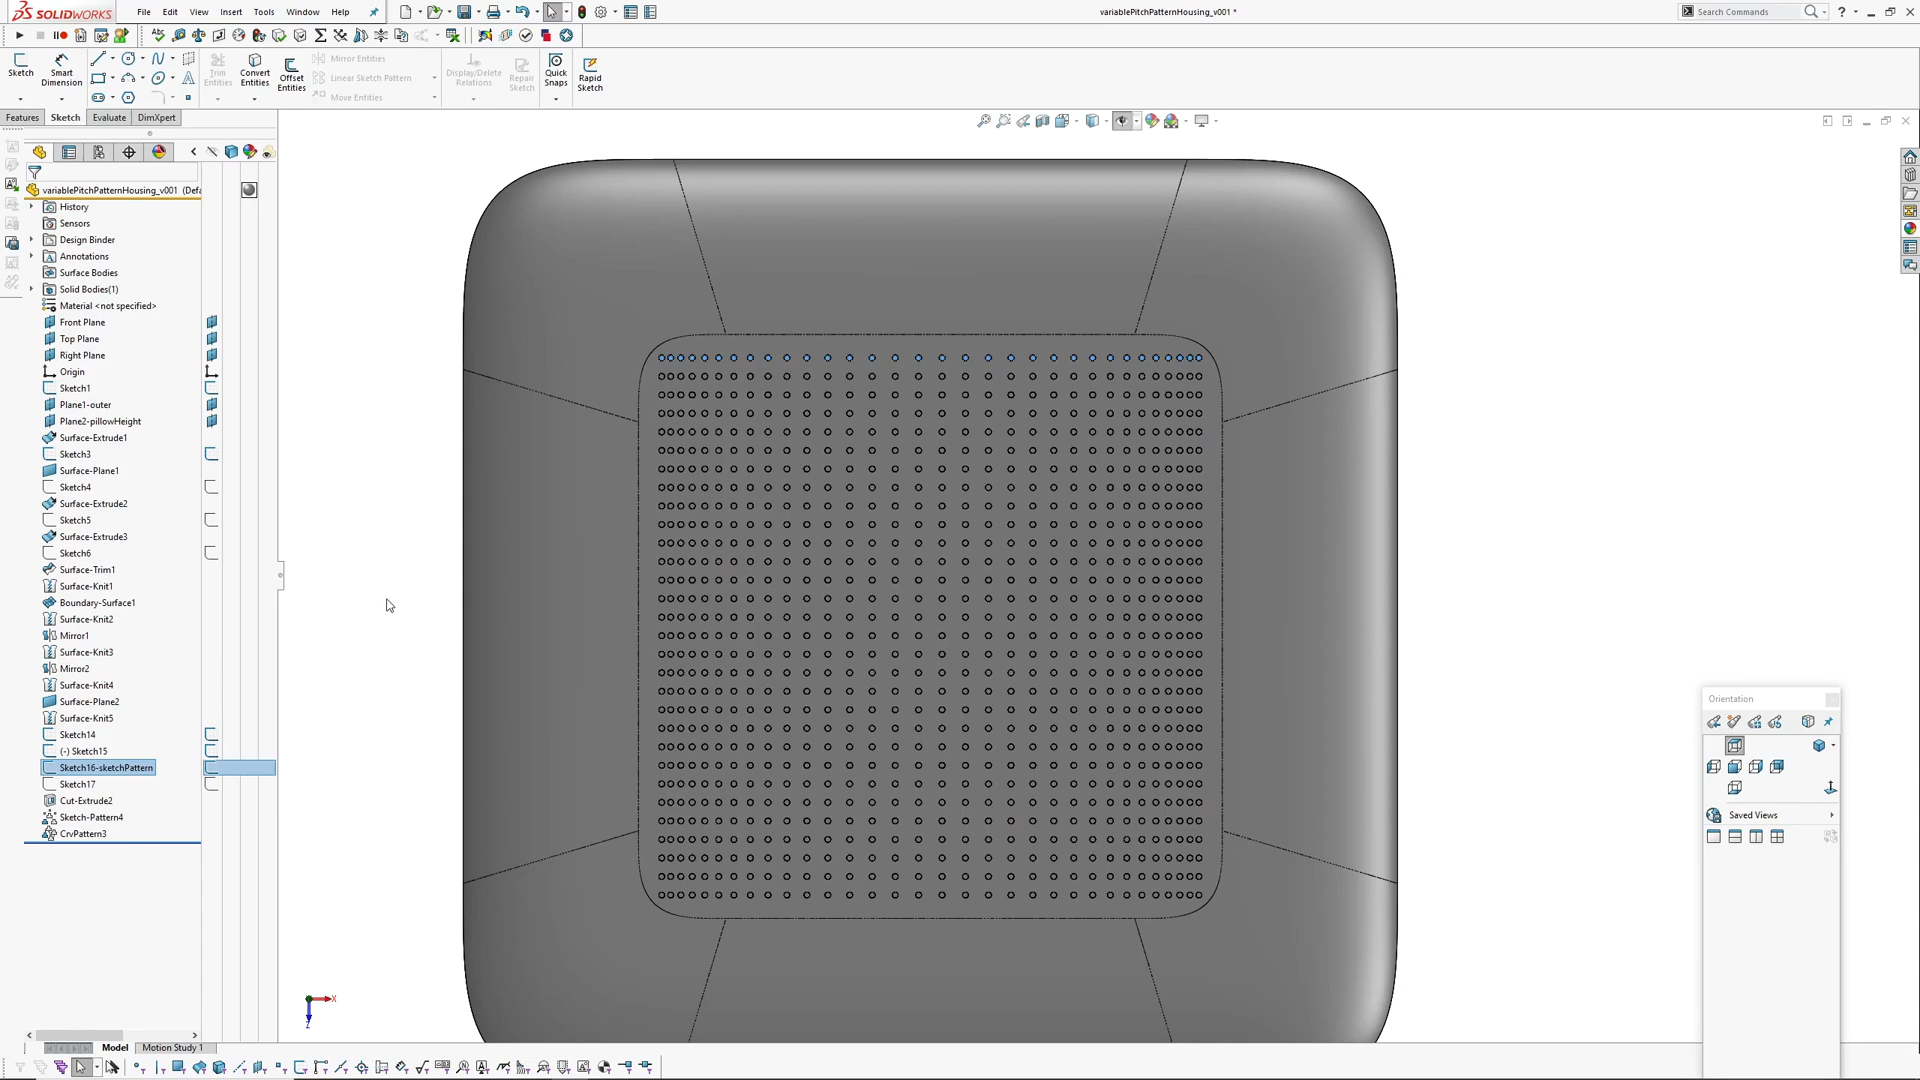 SOLIDWORKS File Edit View Insert Tools Window Help variablePitchPatternHousing_v001 * Search Commands
Sketch Smart Dimension Trim Entities Convert Entities Offset Entities Mirror Entities Linear Sketch Pattern Move Entities Display/Delete Relations Repair Sketch Quick Snaps Rapid Sketch
Features Sketch Evaluate DimXpert
variablePitchPatternHousing_v001 (Defa
History
Sensors
Design Binder
Annotations
Surface Bodies
Solid Bodies(1)
Material <not specified>
Front Plane
Top Plane
Right Plane
Origin
Sketch1
Plane1-outer
Plane2-pillowHeight
Surface-Extrude1
Sketch3
Surface-Plane1
Sketch4
Surface-Extrude2
Sketch5
Surface-Extrude3
Sketch6
Surface-Trim1
Surface-Knit1
Boundary-Surface1
Surface-Knit2
Mirror1
Surface-Knit3
Mirror2
Surface-Knit4
Surface-Plane2
Surface-Knit5
Sketch14
(-) Sketch15
Sketch16-sketchPattern
Sketch17
Cut-Extrude2
Sketch-Pattern4
CrvPattern3
Orientation
Saved Views
X
Z
Model Motion Study 1